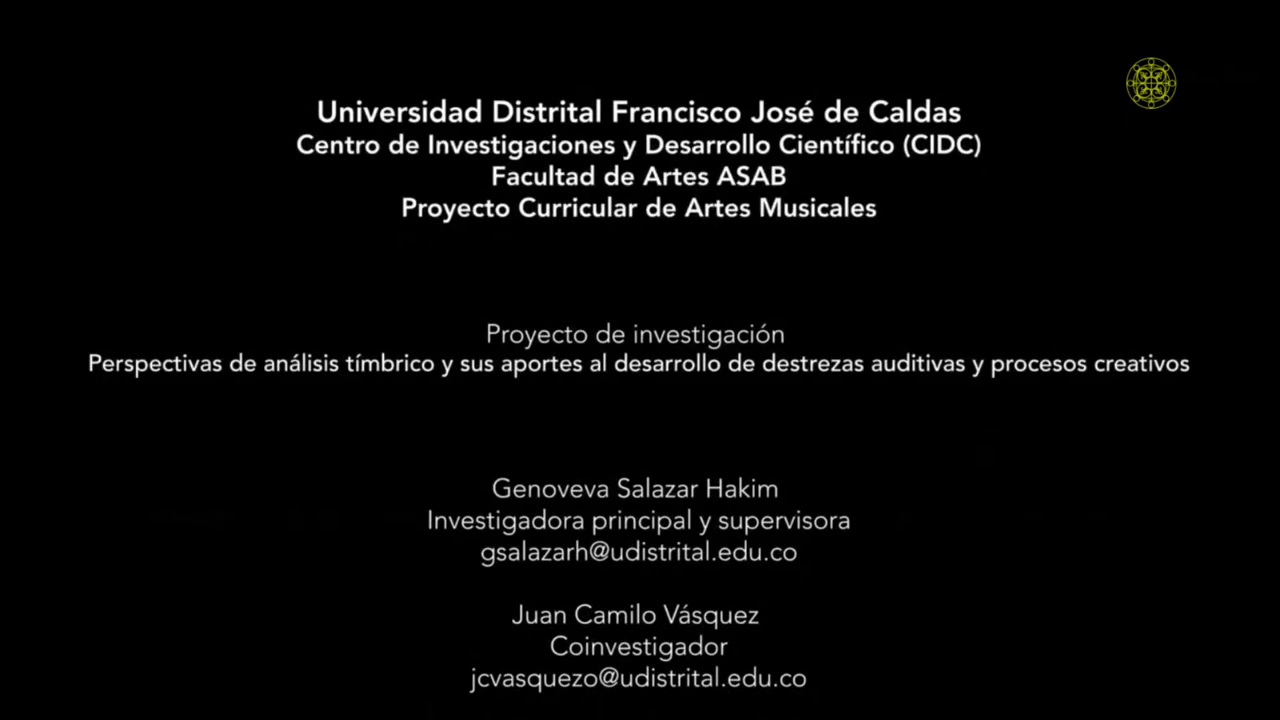 Universidad Distrital Francisco José de Caldas
Centro de Investigaciones y Desarrollo Científico (CIDC)
Facultad de Artes ASAB
Proyecto Curricular de Artes Musicales
Proyecto de investigación
Perspectivas de análisis tímbrico y sus aportes al desarrollo de destrezas auditivas y procesos creativos
Genoveva Salazar Hakim
Investigadora principal y supervisora
gsalazarh@udistrital.edu.co
Juan Camilo Vásquez
Coinvestigador
jcvasquezo@udistrital.edu.co